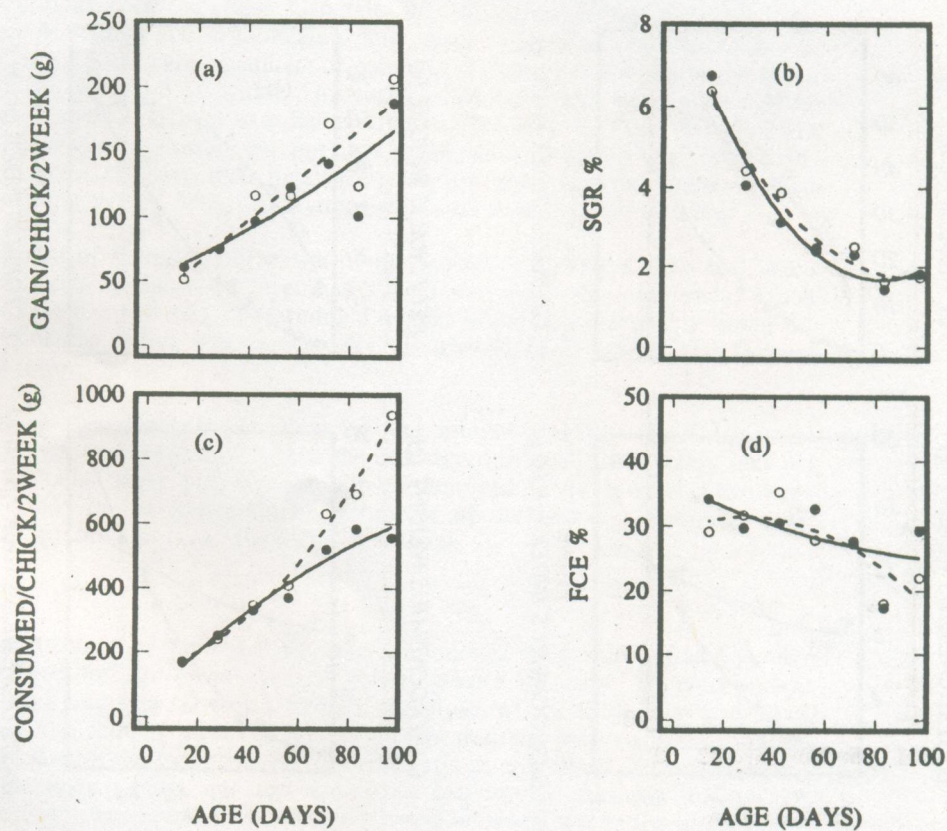 GAIN/CHICK/2WEEK (g)
250
200
150
100
50
0
(a)
SGR %
8
6
4
2
0
(b)
CONSUMED/CHICK/2WEEK (g)
1000
800
600
400
200
0
(c)
0 20 40 60 80 100
AGE (DAYS)
FCE %
50
40
30
20
10
0
(d)
0 20 40 60 80 100
AGE (DAYS)